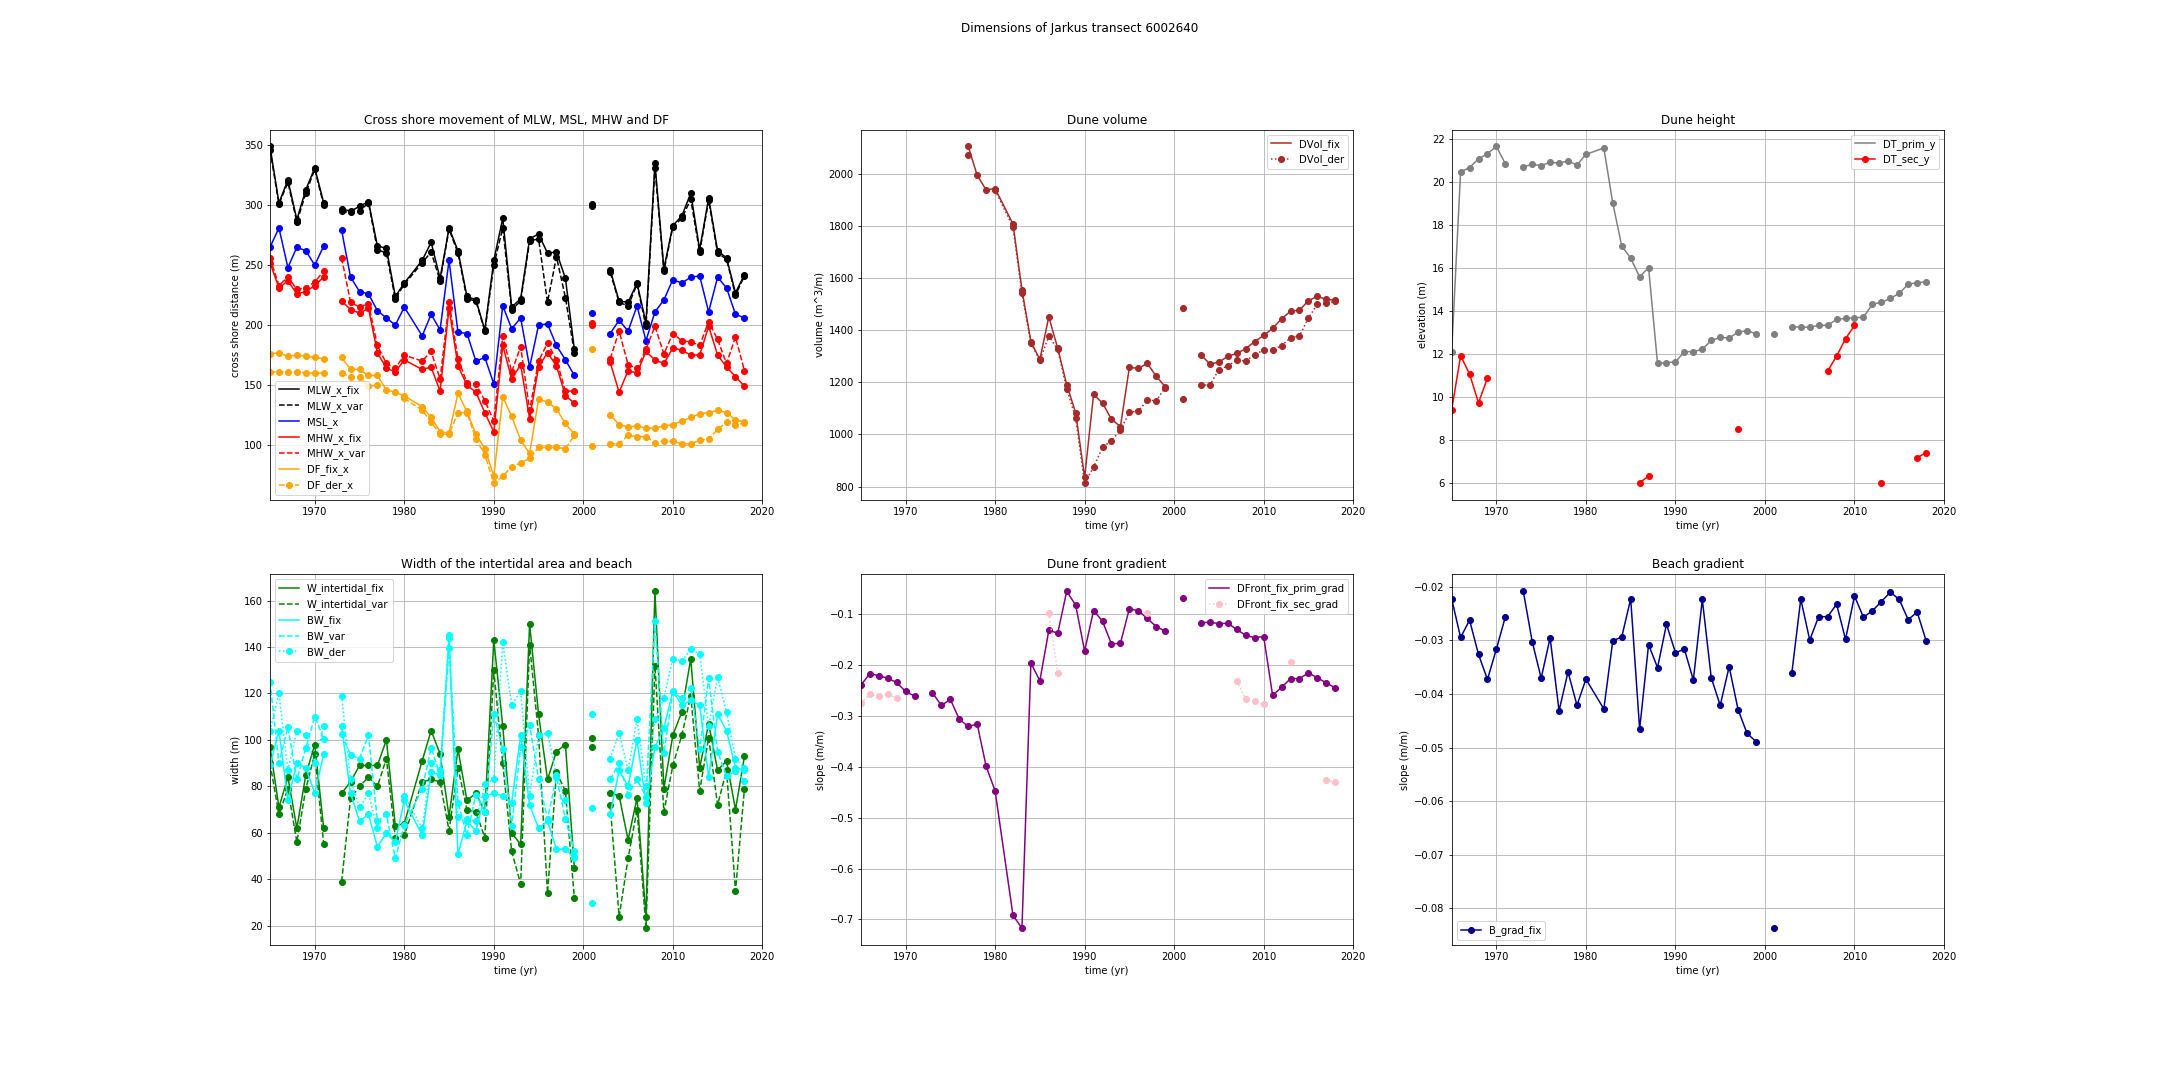 Dimensions of Jarkus transect 6002640
Cross shore movement of MLW, MSL, MHW and DF
cross shore distance (m)
350
300
250
200
150
100
MLW_x_fix
MLW_x_var
MSL_x
MHW_x_fix
MHW_x_var
DF_fix_x
DF_der_x
1970 1980 1990 2000 2010 2020
time (yr)
Dune volume
volume (m^3/m)
2000
1800
1600
1400
1200
1000
800
DVol_fix
DVol_der
1970 1980 1990 2000 2010 2020
time (yr)
Dune height
elevation (m)
22
20
18
16
14
12
10
8
6
DT_prim_y
DT_sec_y
1970 1980 1990 2000 2010 2020
time (yr)
Width of the intertidal area and beach
width (m)
160
140
120
100
80
60
40
20
W_intertidal_fix
W_intertidal_var
BW_fix
BW_var
BW_der
1970 1980 1990 2000 2010 2020
time (yr)
Dune front gradient
slope (m/m)
−0.1
−0.2
−0.3
−0.4
−0.5
−0.6
−0.7
DFront_fix_prim_grad
DFront_fix_sec_grad
1970 1980 1990 2000 2010 2020
time (yr)
Beach gradient
slope (m/m)
−0.02
−0.03
−0.04
−0.05
−0.06
−0.07
−0.08
B_grad_fix
1970 1980 1990 2000 2010 2020
time (yr)